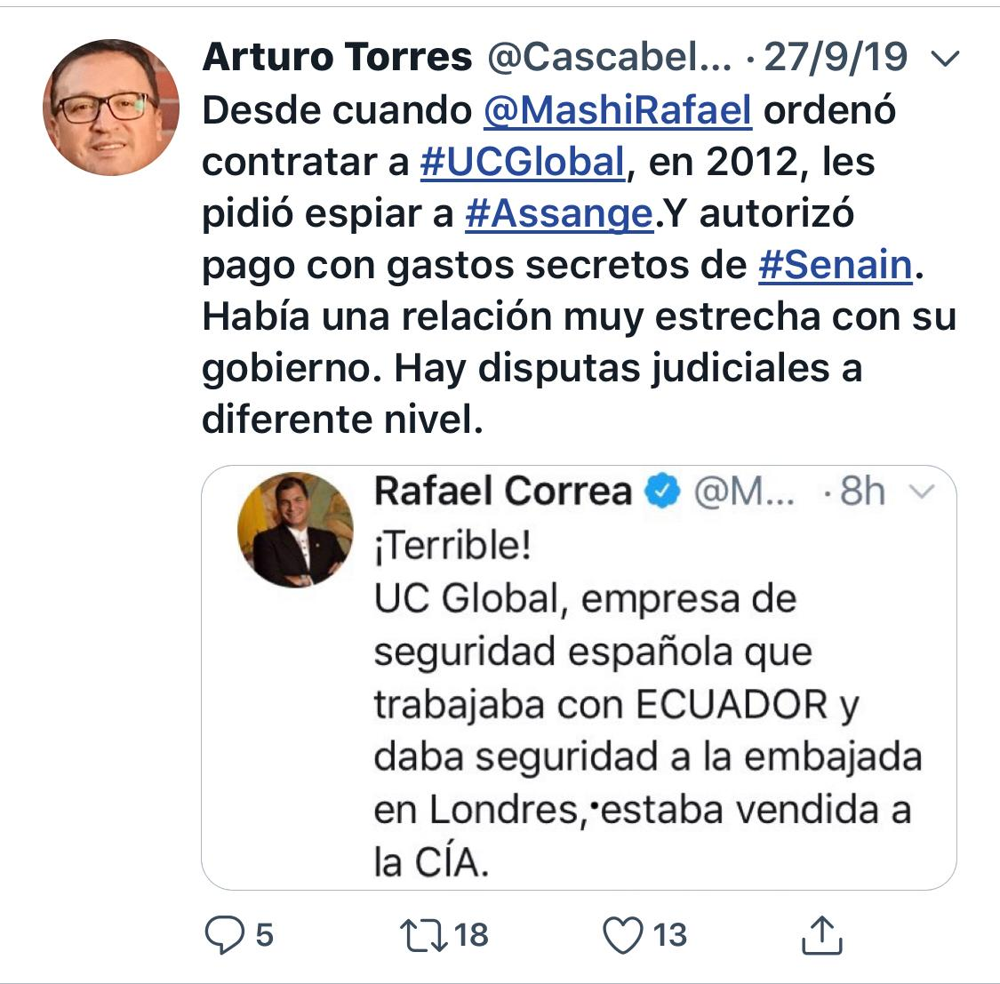 Arturo Torres @Cascabel... · 27/9/19
Desde cuando @MashiRafael ordenó
contratar a #UCGlobal, en 2012, les
pidió espiar a #Assange.Y autorizó
pago con gastos secretos de #Senain.
Había una relación muy estrecha con su
gobierno. Hay disputas judiciales a
diferente nivel.
Rafael Correa @M... · 8h
¡Terrible!
UC Global, empresa de
seguridad española que
trabajaba con ECUADOR y
daba seguridad a la embajada
en Londres, estaba vendida a
la CÍA.
5 18 13